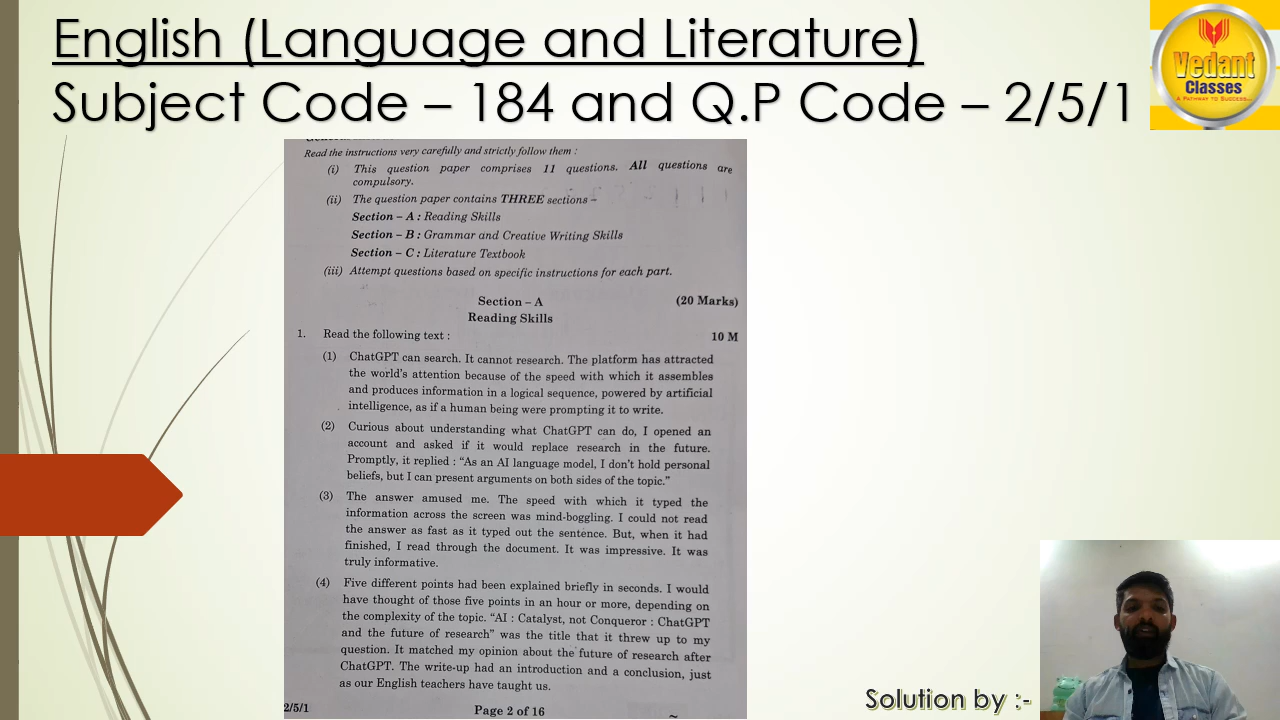 English (Language and Literature)
Subject Code – 184 and Q.P Code – 2/5/1
Vedant
Classes
A PATHWAY TO SUCCESS...
Read the instructions very carefully and strictly follow them :
(i) This question paper comprises 11 questions. All questions are
compulsory.
(ii) The question paper contains THREE sections –
Section – A : Reading Skills
Section – B : Grammar and Creative Writing Skills
Section – C : Literature Textbook
(iii) Attempt questions based on specific instructions for each part.
Section – A (20 Marks)
Reading Skills
1. Read the following text : 10 M
(1) ChatGPT can search. It cannot research. The platform has attracted
the world's attention because of the speed with which it assembles
and produces information in a logical sequence, powered by artificial
intelligence, as if a human being were prompting it to write.
(2) Curious about understanding what ChatGPT can do, I opened an
account and asked if it would replace research in the future.
Promptly, it replied : “As an AI language model, I don't hold personal
beliefs, but I can present arguments on both sides of the topic.”
(3) The answer amused me. The speed with which it typed the
information across the screen was mind-boggling. I could not read
the answer as fast as it typed out the sentence. But, when it had
finished, I read through the document. It was impressive. It was
truly informative.
(4) Five different points had been explained briefly in seconds. I would
have thought of those five points in an hour or more, depending on
the complexity of the topic. “AI : Catalyst, not Conqueror : ChatGPT
and the future of research” was the title that it threw up to my
question. It matched my opinion about the future of research after
ChatGPT. The write-up had an introduction and a conclusion, just
as our English teachers have taught us.
2/5/1 Page 2 of 16
Solution by :-